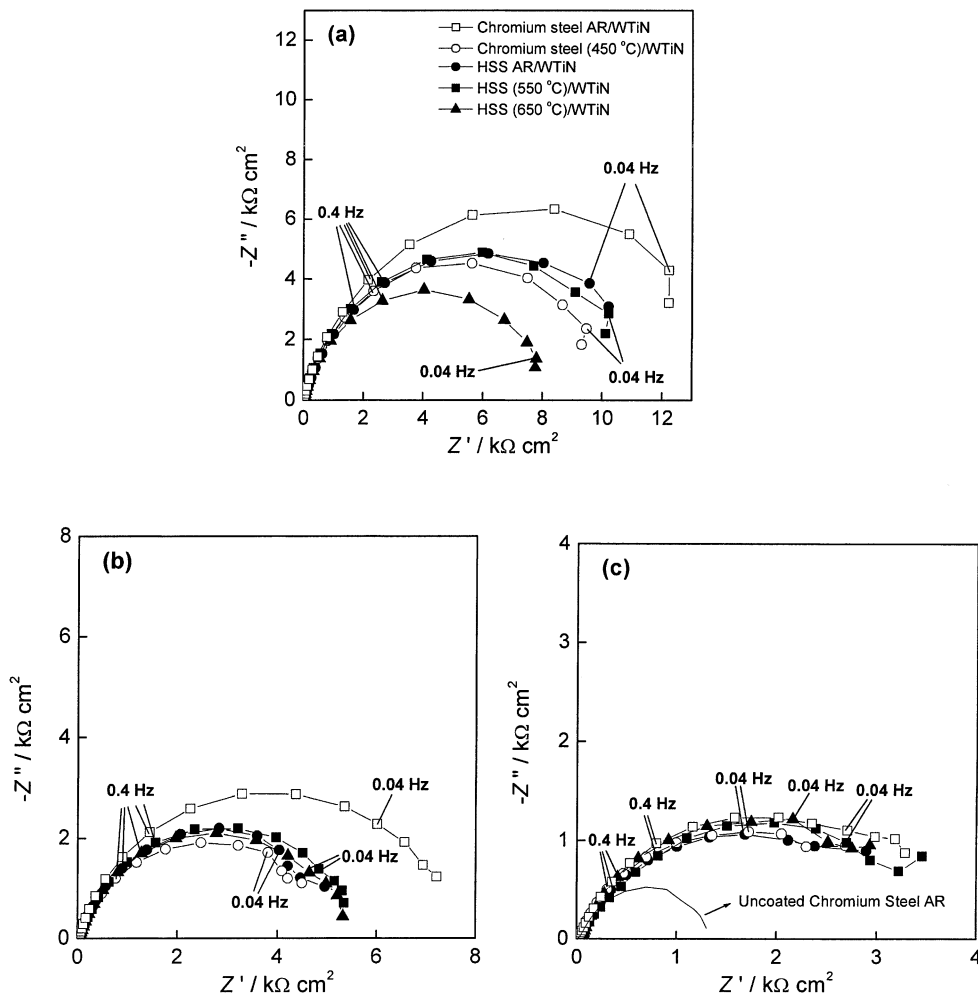 (a)
Chromium steel AR/WTiN
Chromium steel (450 °C)/WTiN
HSS AR/WTiN
HSS (550 °C)/WTiN
HSS (650 °C)/WTiN
12
10
8
6
4
2
0
-Z" / kΩ cm²
0.4 Hz
0.04 Hz
0.04 Hz
0.04 Hz
0 2 4 6 8 10 12
Z' / kΩ cm²
(b)
8
6
4
2
0
-Z" / kΩ cm²
0.4 Hz
0.04 Hz
0.04 Hz
0.04 Hz
0 2 4 6 8
Z' / kΩ cm²
(c)
4
3
2
1
0
-Z" / kΩ cm²
0.4 Hz
0.4 Hz
0.04 Hz
0.04 Hz
0.04 Hz
Uncoated Chromium Steel AR
0 1 2 3 4
Z' / kΩ cm²